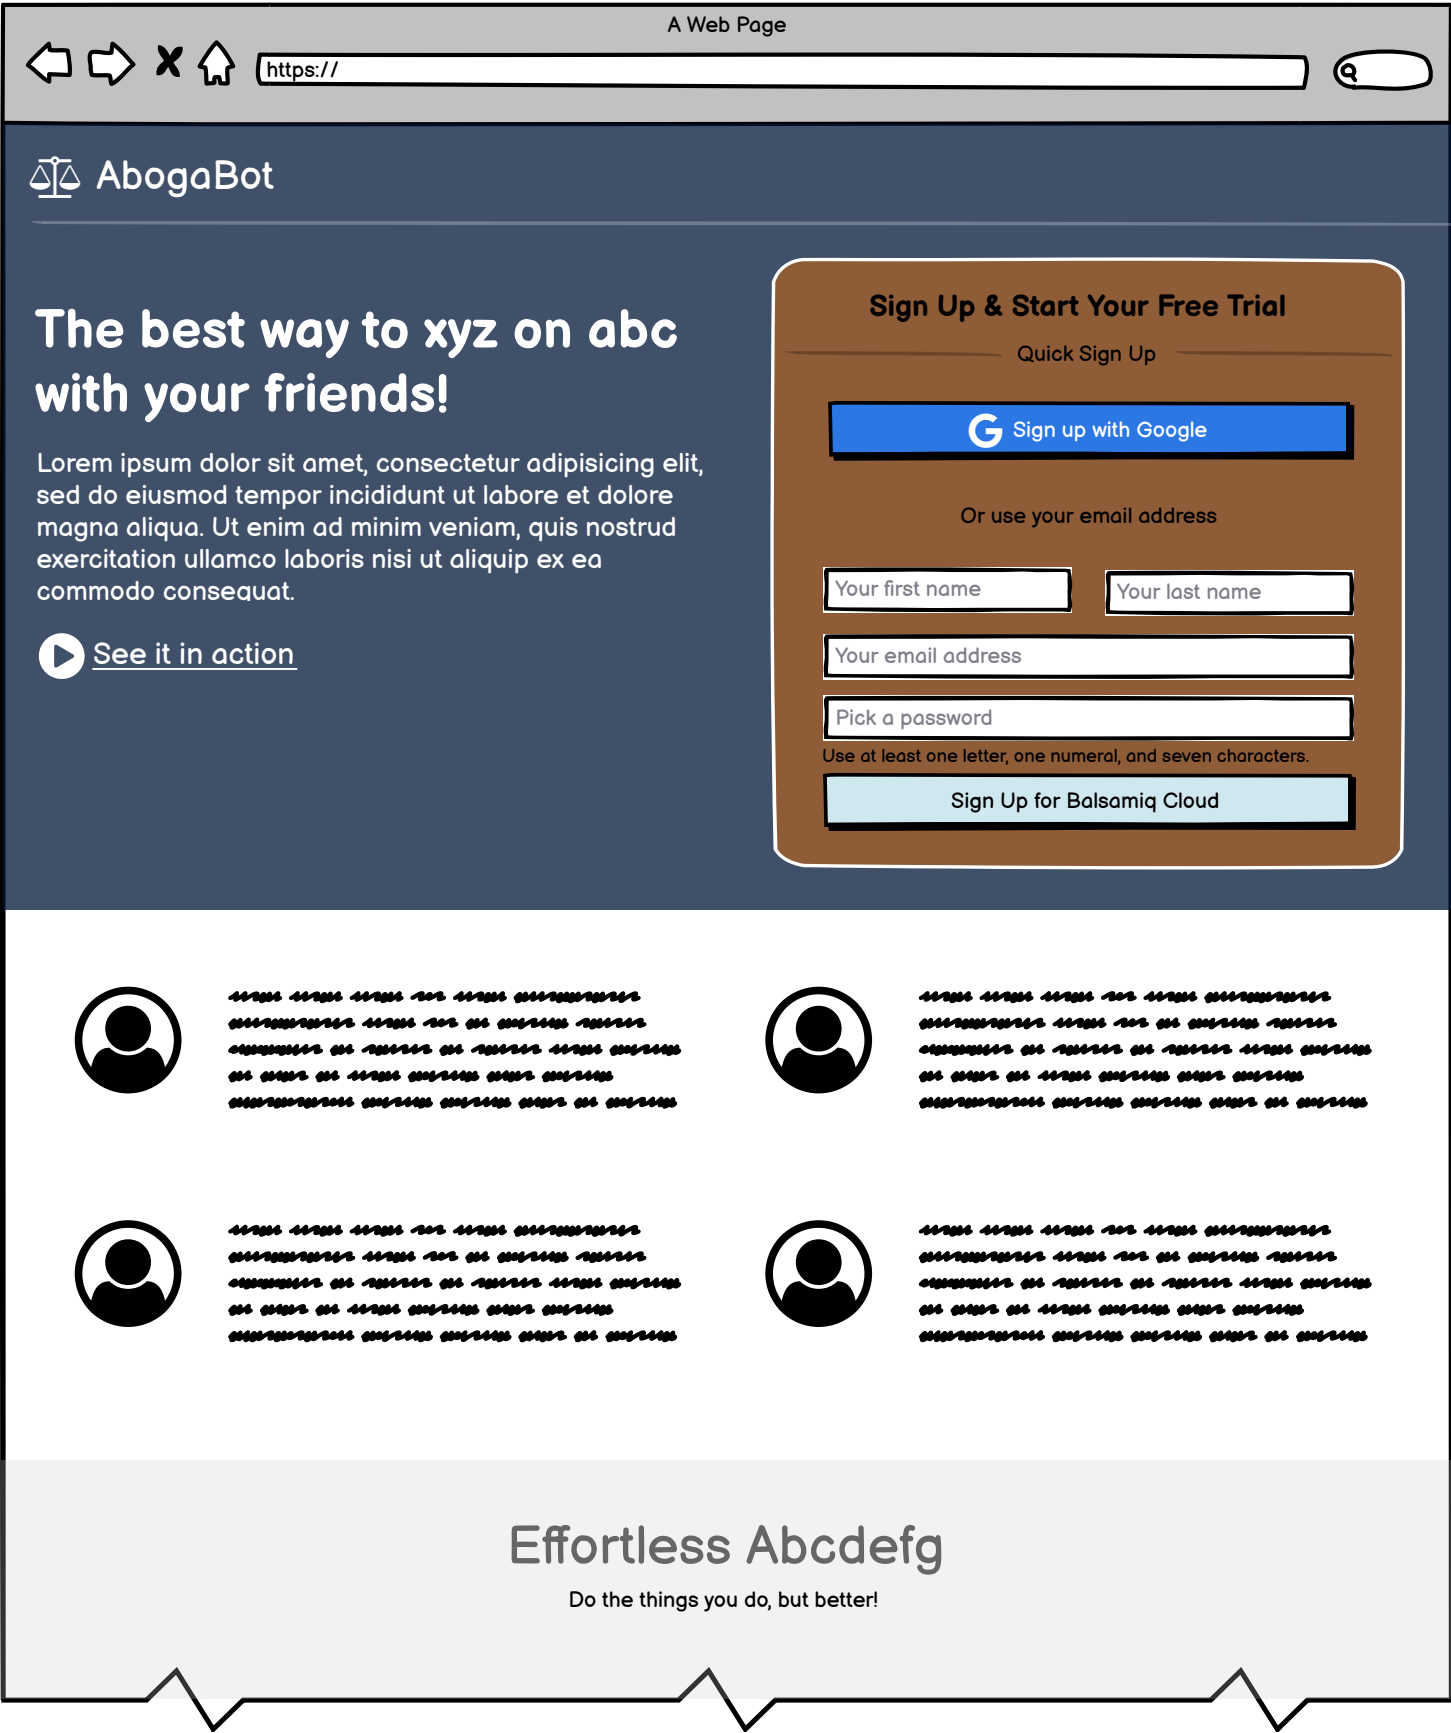 A Web Page
https://
AbogaBot
The best way to xyz on abc
with your friends!
Lorem ipsum dolor sit amet, consectetur adipisicing elit,
sed do eiusmod tempor incididunt ut labore et dolore
magna aliqua. Ut enim ad minim veniam, quis nostrud
exercitation ullamco laboris nisi ut aliquip ex ea
commodo consequat.
See it in action
Sign Up & Start Your Free Trial
Quick Sign Up
G Sign up with Google
Or use your email address
Your first name
Your last name
Your email address
Pick a password
Use at least one letter, one numeral, and seven characters.
Sign Up for Balsamiq Cloud
Effortless Abcdefg
Do the things you do, but better!